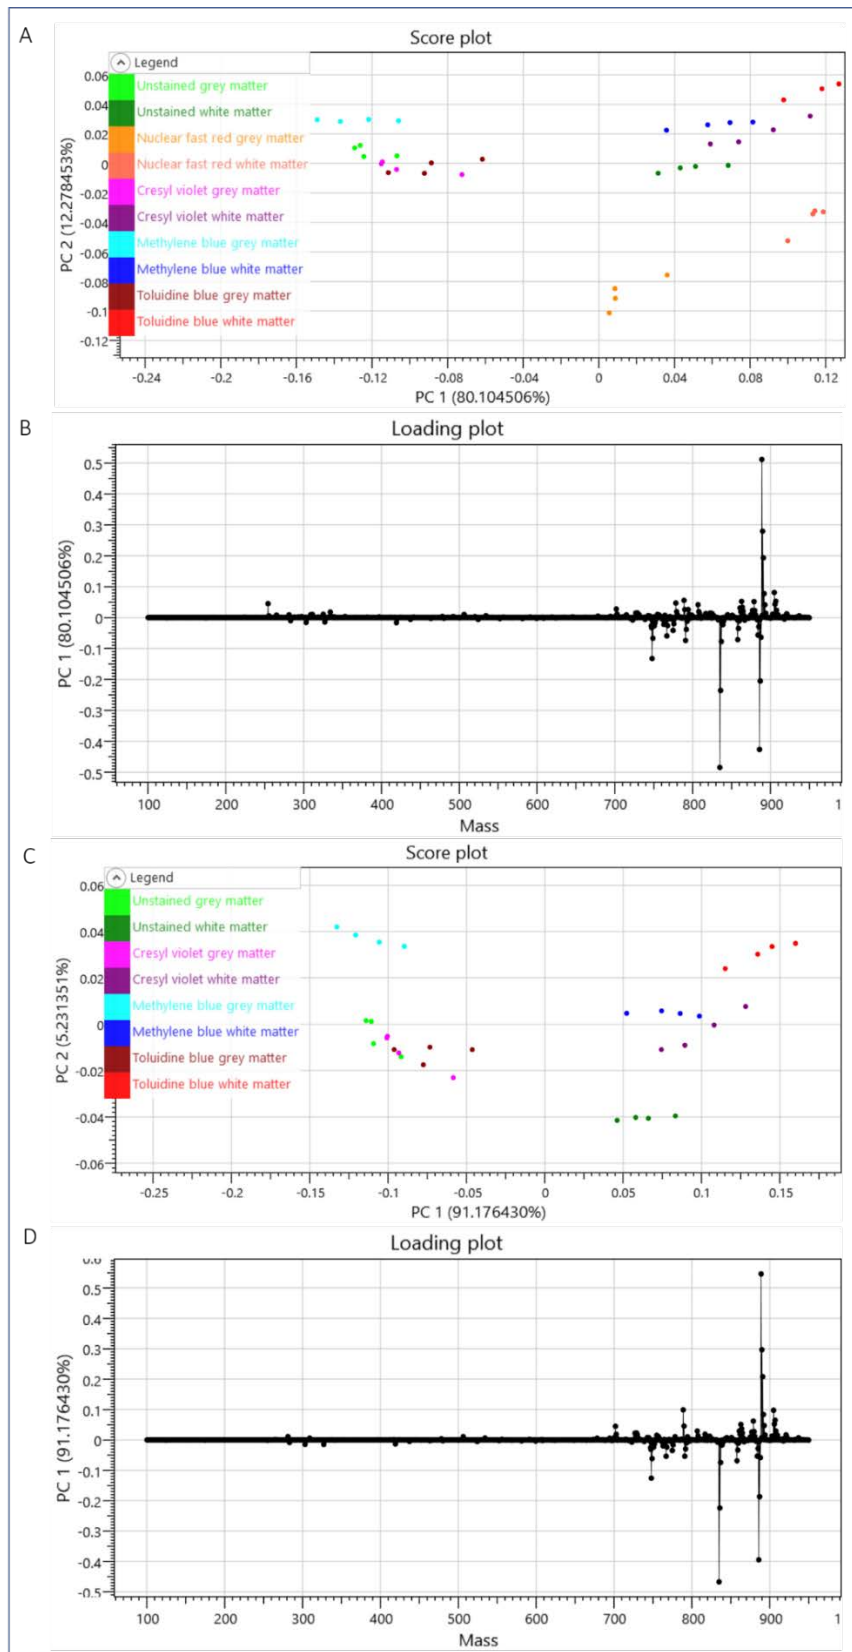 A
Score plot
Legend
Unstained grey matter
Unstained white matter
Nuclear fast red grey matter
Nuclear fast red white matter
Cresyl violet grey matter
Cresyl violet white matter
Methylene blue grey matter
Methylene blue white matter
Toluidine blue grey matter
Toluidine blue white matter
PC 2 (12.278453%)
0.06
0.04
0.02
0
-0.02
-0.04
-0.06
-0.08
-0.1
-0.12
-0.24 -0.2 -0.16 -0.12 -0.08 -0.04 0 0.04 0.08 0.12
PC 1 (80.104506%)
B
Loading plot
PC 1 (80.104506%)
0.5
0.4
0.3
0.2
0.1
0
-0.1
-0.2
-0.3
-0.4
-0.5
100 200 300 400 500 600 700 800 900 1
Mass
C
Score plot
Legend
Unstained grey matter
Unstained white matter
Cresyl violet grey matter
Cresyl violet white matter
Methylene blue grey matter
Methylene blue white matter
Toluidine blue grey matter
Toluidine blue white matter
PC 2 (5.231351%)
0.06
0.04
0.02
0
-0.02
-0.04
-0.06
-0.25 -0.2 -0.15 -0.1 -0.05 0 0.05 0.1 0.15
PC 1 (91.176430%)
D
Loading plot
PC 1 (91.176430%)
0.6
0.5
0.4
0.3
0.2
0.1
0
-0.1
-0.2
-0.3
-0.4
-0.5
100 200 300 400 500 600 700 800 900 1
Mass